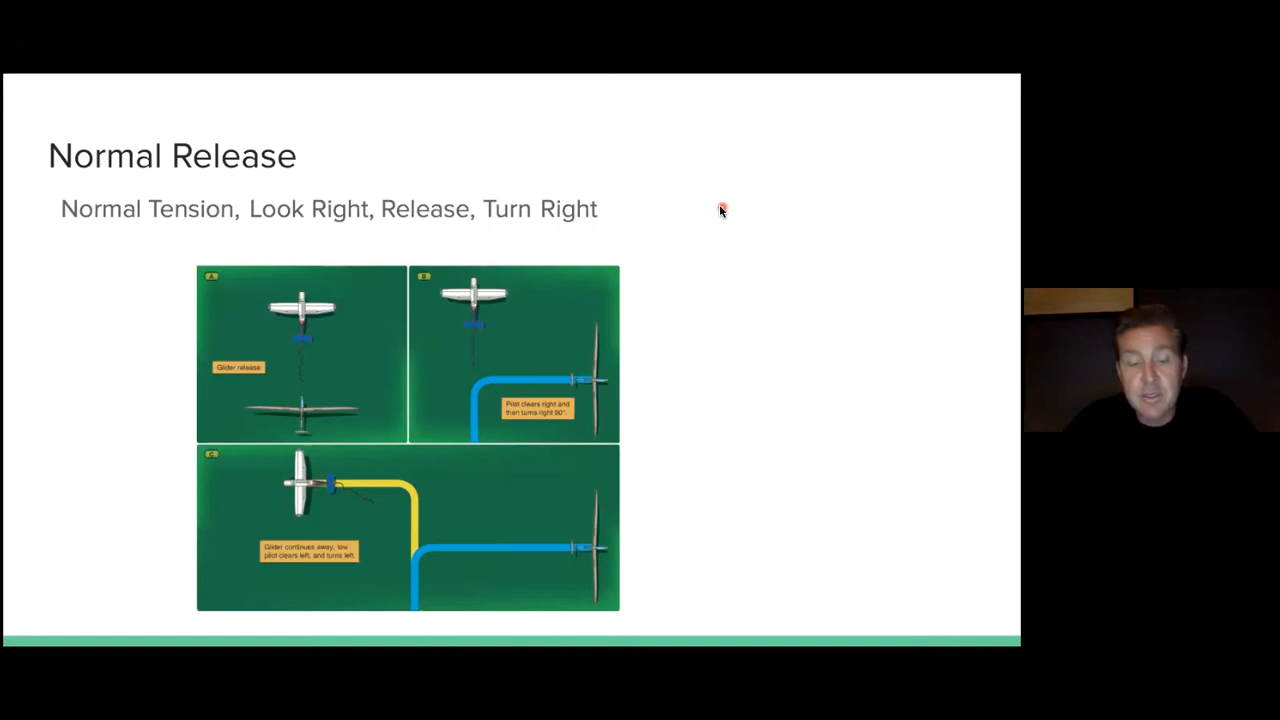 Normal Release
Normal Tension, Look Right, Release, Turn Right
A
B
Glider release.
Pilot clears right and
then turns right 90°.
C
Glider continues away, tow
pilot clears left, and turns left.